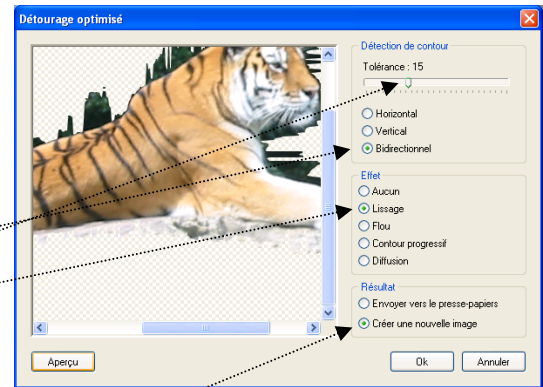 Détourage optimisé
Détection de contour
Tolérance : 15
Horizontal
Vertical
Bidirectionnel
Effet
Aucun
Lissage
Flou
Contour progressif
Diffusion
Résultat
Envoyer vers le presse-papiers
Créer une nouvelle image
Aperçu
Ok
Annuler